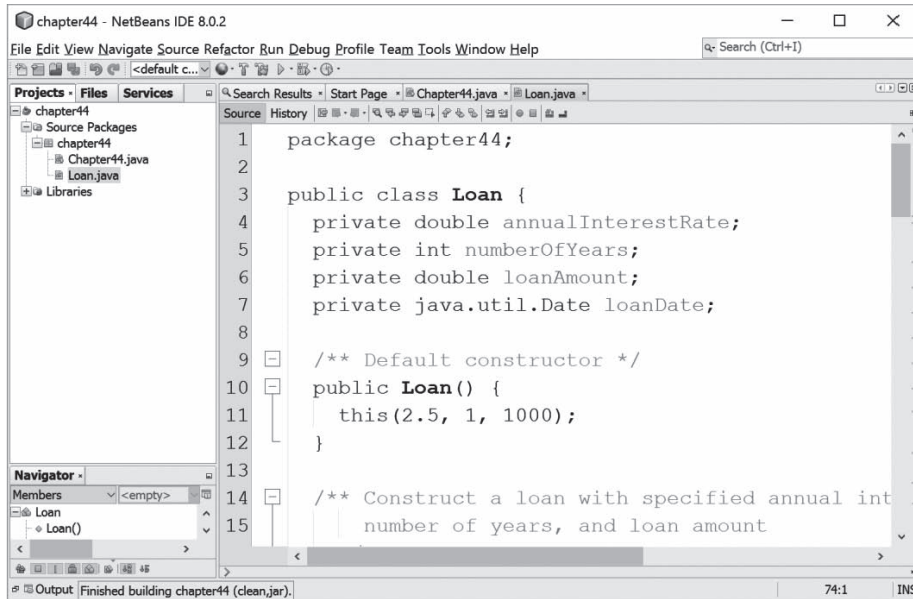 chapter44 - NetBeans IDE 8.0.2
File Edit View Navigate Source Refactor Run Debug Profile Team Tools Window Help
Search (Ctrl+I)
<default c...
Projects Files Services
Search Results Start Page Chapter44.java Loan.java
chapter44
Source Packages
chapter44
Chapter44.java
Loan.java
Libraries
Source History
1 package chapter44;
2
3 public class Loan {
4 private double annualInterestRate;
5 private int numberOfYears;
6 private double loanAmount;
7 private java.util.Date loanDate;
8
9 /** Default constructor */
10 public Loan() {
11 this(2.5, 1, 1000);
12 }
13
14 /** Construct a loan with specified annual int
15 number of years, and loan amount
Navigator
Members <empty>
Loan
Loan()
Output Finished building chapter44 (clean,jar).
74:1 INS